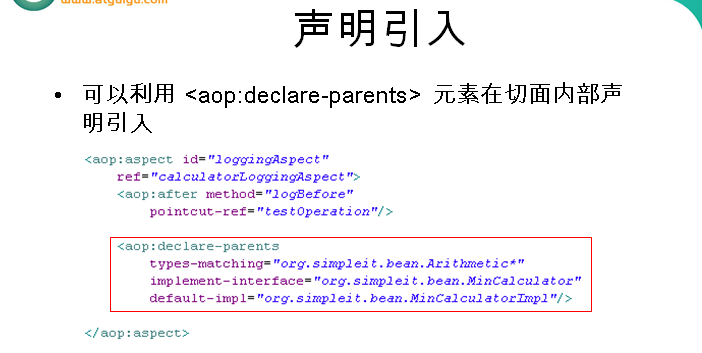 www.atguigu.com
声明引入
• 可以利用 <aop:declare-parents> 元素在切面内部声
明引入
<aop:aspect id="loggingAspect"
ref="calculatorLoggingAspect">
<aop:after method="logBefore"
pointcut-ref="testOperation"/>
<aop:declare-parents
types-matching="org.simpleit.bean.Arithmetic*"
implement-interface="org.simpleit.bean.MinCalculator"
default-impl="org.simpleit.bean.MinCalculatorImpl"/>
</aop:aspect>